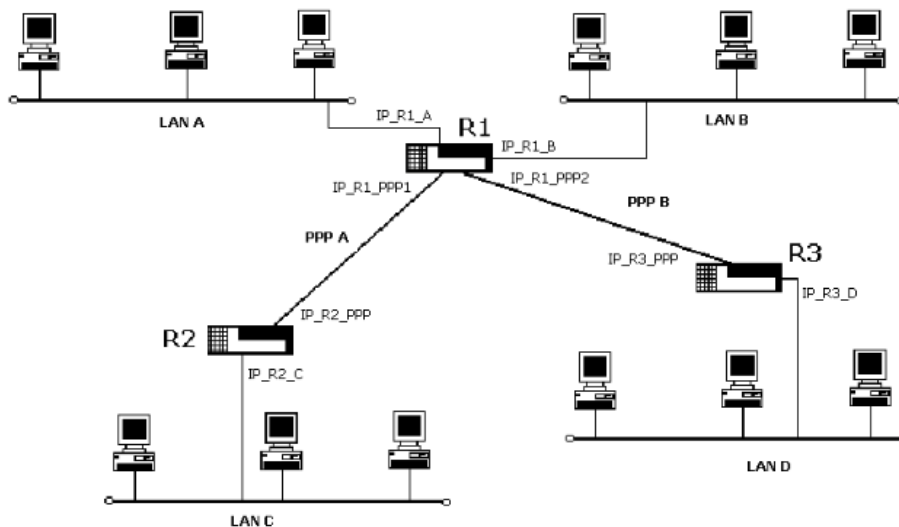 LAN A
LAN B
IP_R1_A
R1
IP_R1_B
IP_R1_PPP1
IP_R1_PPP2
PPP B
PPP A
IP_R3_PPP
R3
IP_R3_D
IP_R2_PPP
R2
IP_R2_C
LAN D
LAN C